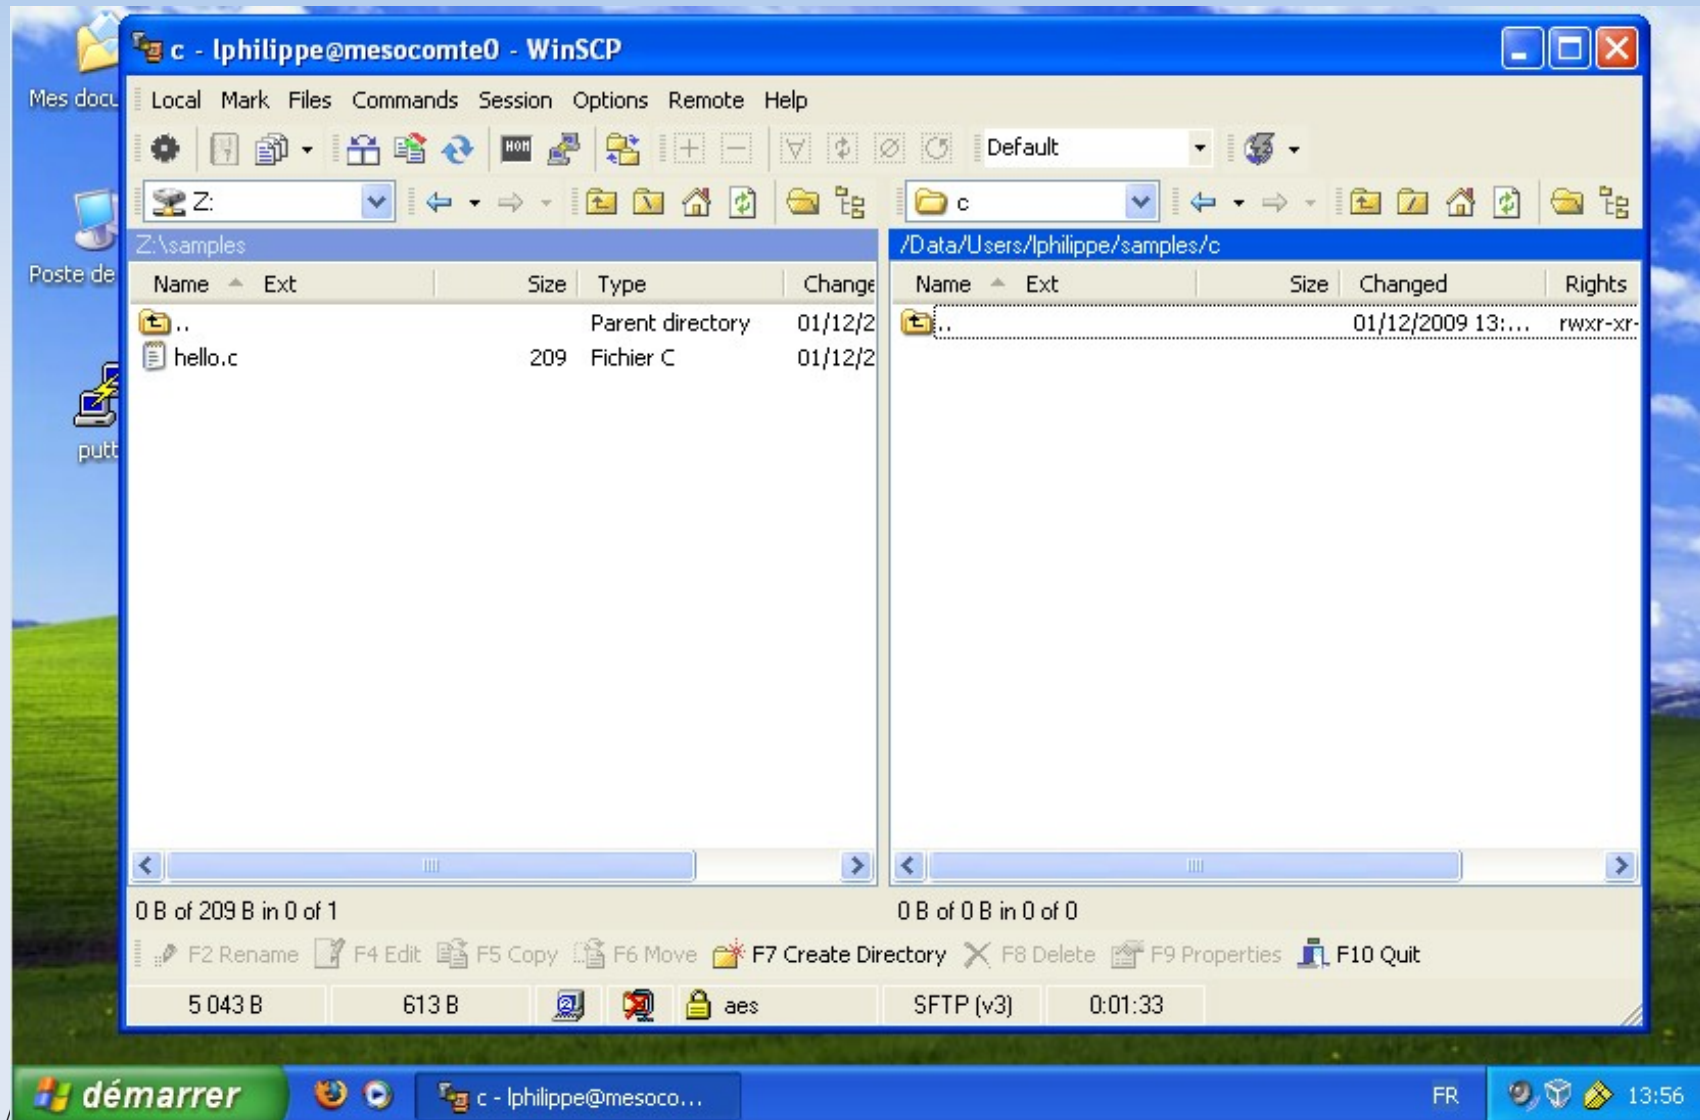 c - lphilippe@mesocomte0 - WinSCP
Mes docu
Local Mark Files Commands Session Options Remote Help
Default
Z: c
Z:\samples /Data/Users/lphilippe/samples/c
Poste de
Name Ext Size Type Change Name Ext Size Changed Rights
.. Parent directory 01/12/2 .. 01/12/2009 13:... rwxr-xr-
hello.c 209 Fichier C 01/12/2
putt
0 B of 209 B in 0 of 1 0 B of 0 B in 0 of 0
F2 Rename F4 Edit F5 Copy F6 Move F7 Create Directory F8 Delete F9 Properties F10 Quit
5 043 B 613 B aes SFTP (v3) 0:01:33
démarrer c - lphilippe@mesoco... FR 13:56